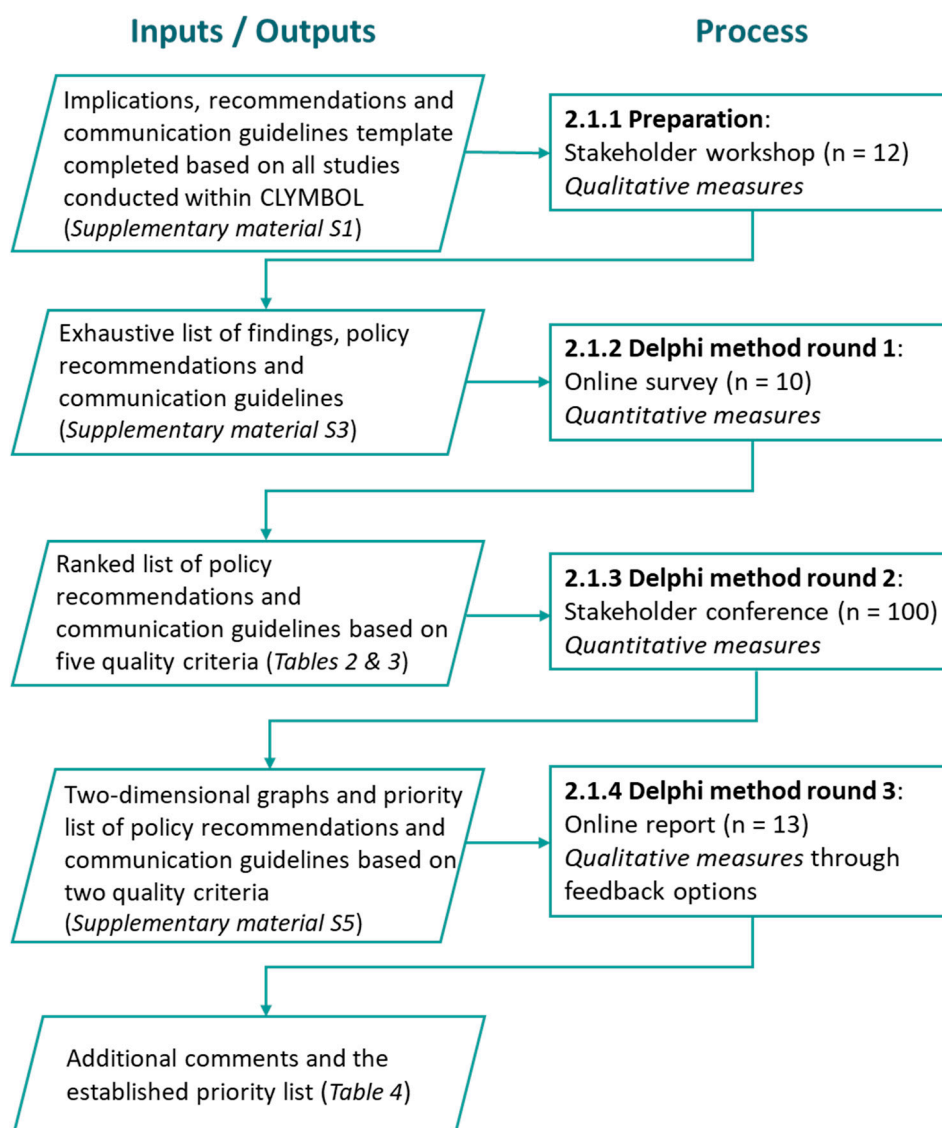 Inputs / Outputs
Process
Implications, recommendations and
communication guidelines template
completed based on all studies
conducted within CLYMBOL
(Supplementary material S1)
2.1.1 Preparation:
Stakeholder workshop (n = 12)
Qualitative measures
Exhaustive list of findings, policy
recommendations and
communication guidelines
(Supplementary material S3)
2.1.2 Delphi method round 1:
Online survey (n = 10)
Quantitative measures
Ranked list of policy
recommendations and
communication guidelines based on
five quality criteria (Tables 2 & 3)
2.1.3 Delphi method round 2:
Stakeholder conference (n = 100)
Quantitative measures
Two-dimensional graphs and priority
list of policy recommendations and
communication guidelines based on
two quality criteria
(Supplementary material S5)
2.1.4 Delphi method round 3:
Online report (n = 13)
Qualitative measures through
feedback options
Additional comments and the
established priority list (Table 4)